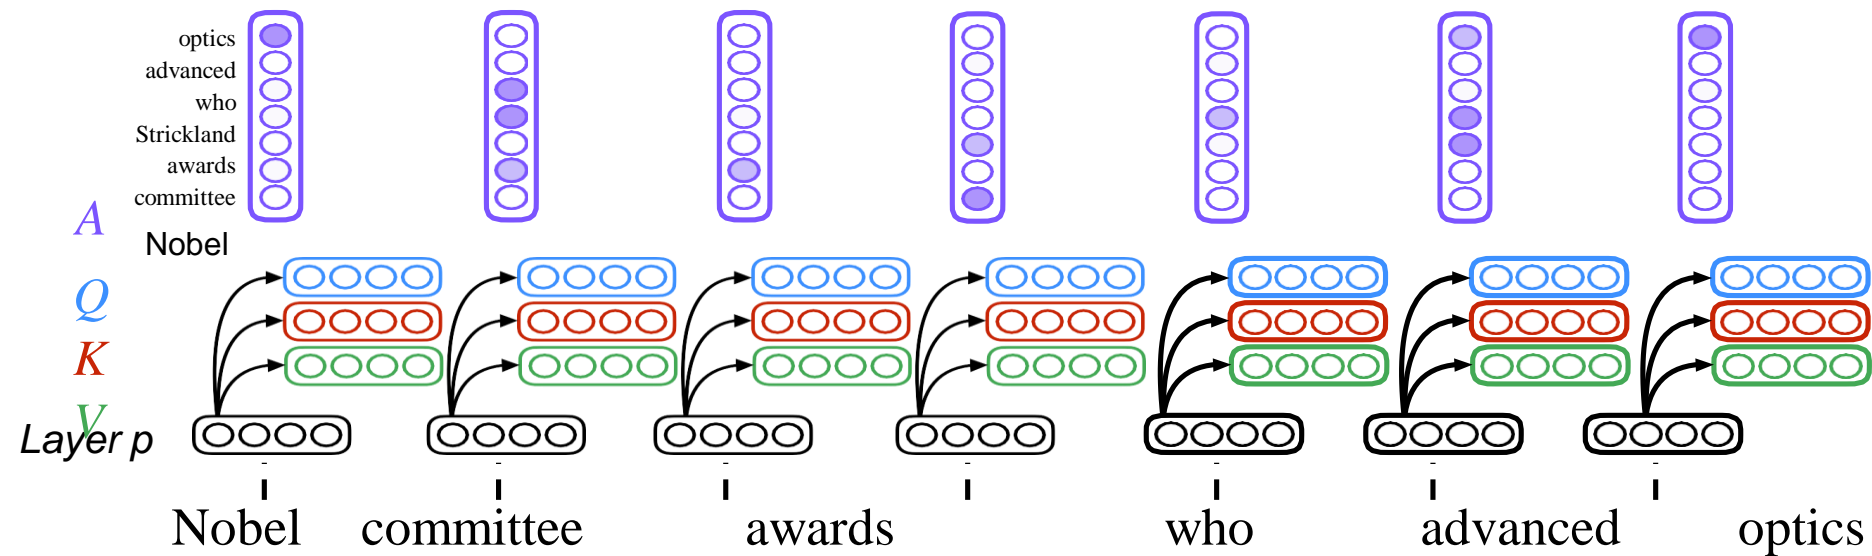 optics
advanced
who
Strickland
awards
committee
A
Nobel
Q
K
V
Layer p
Nobel committee awards who advanced optics